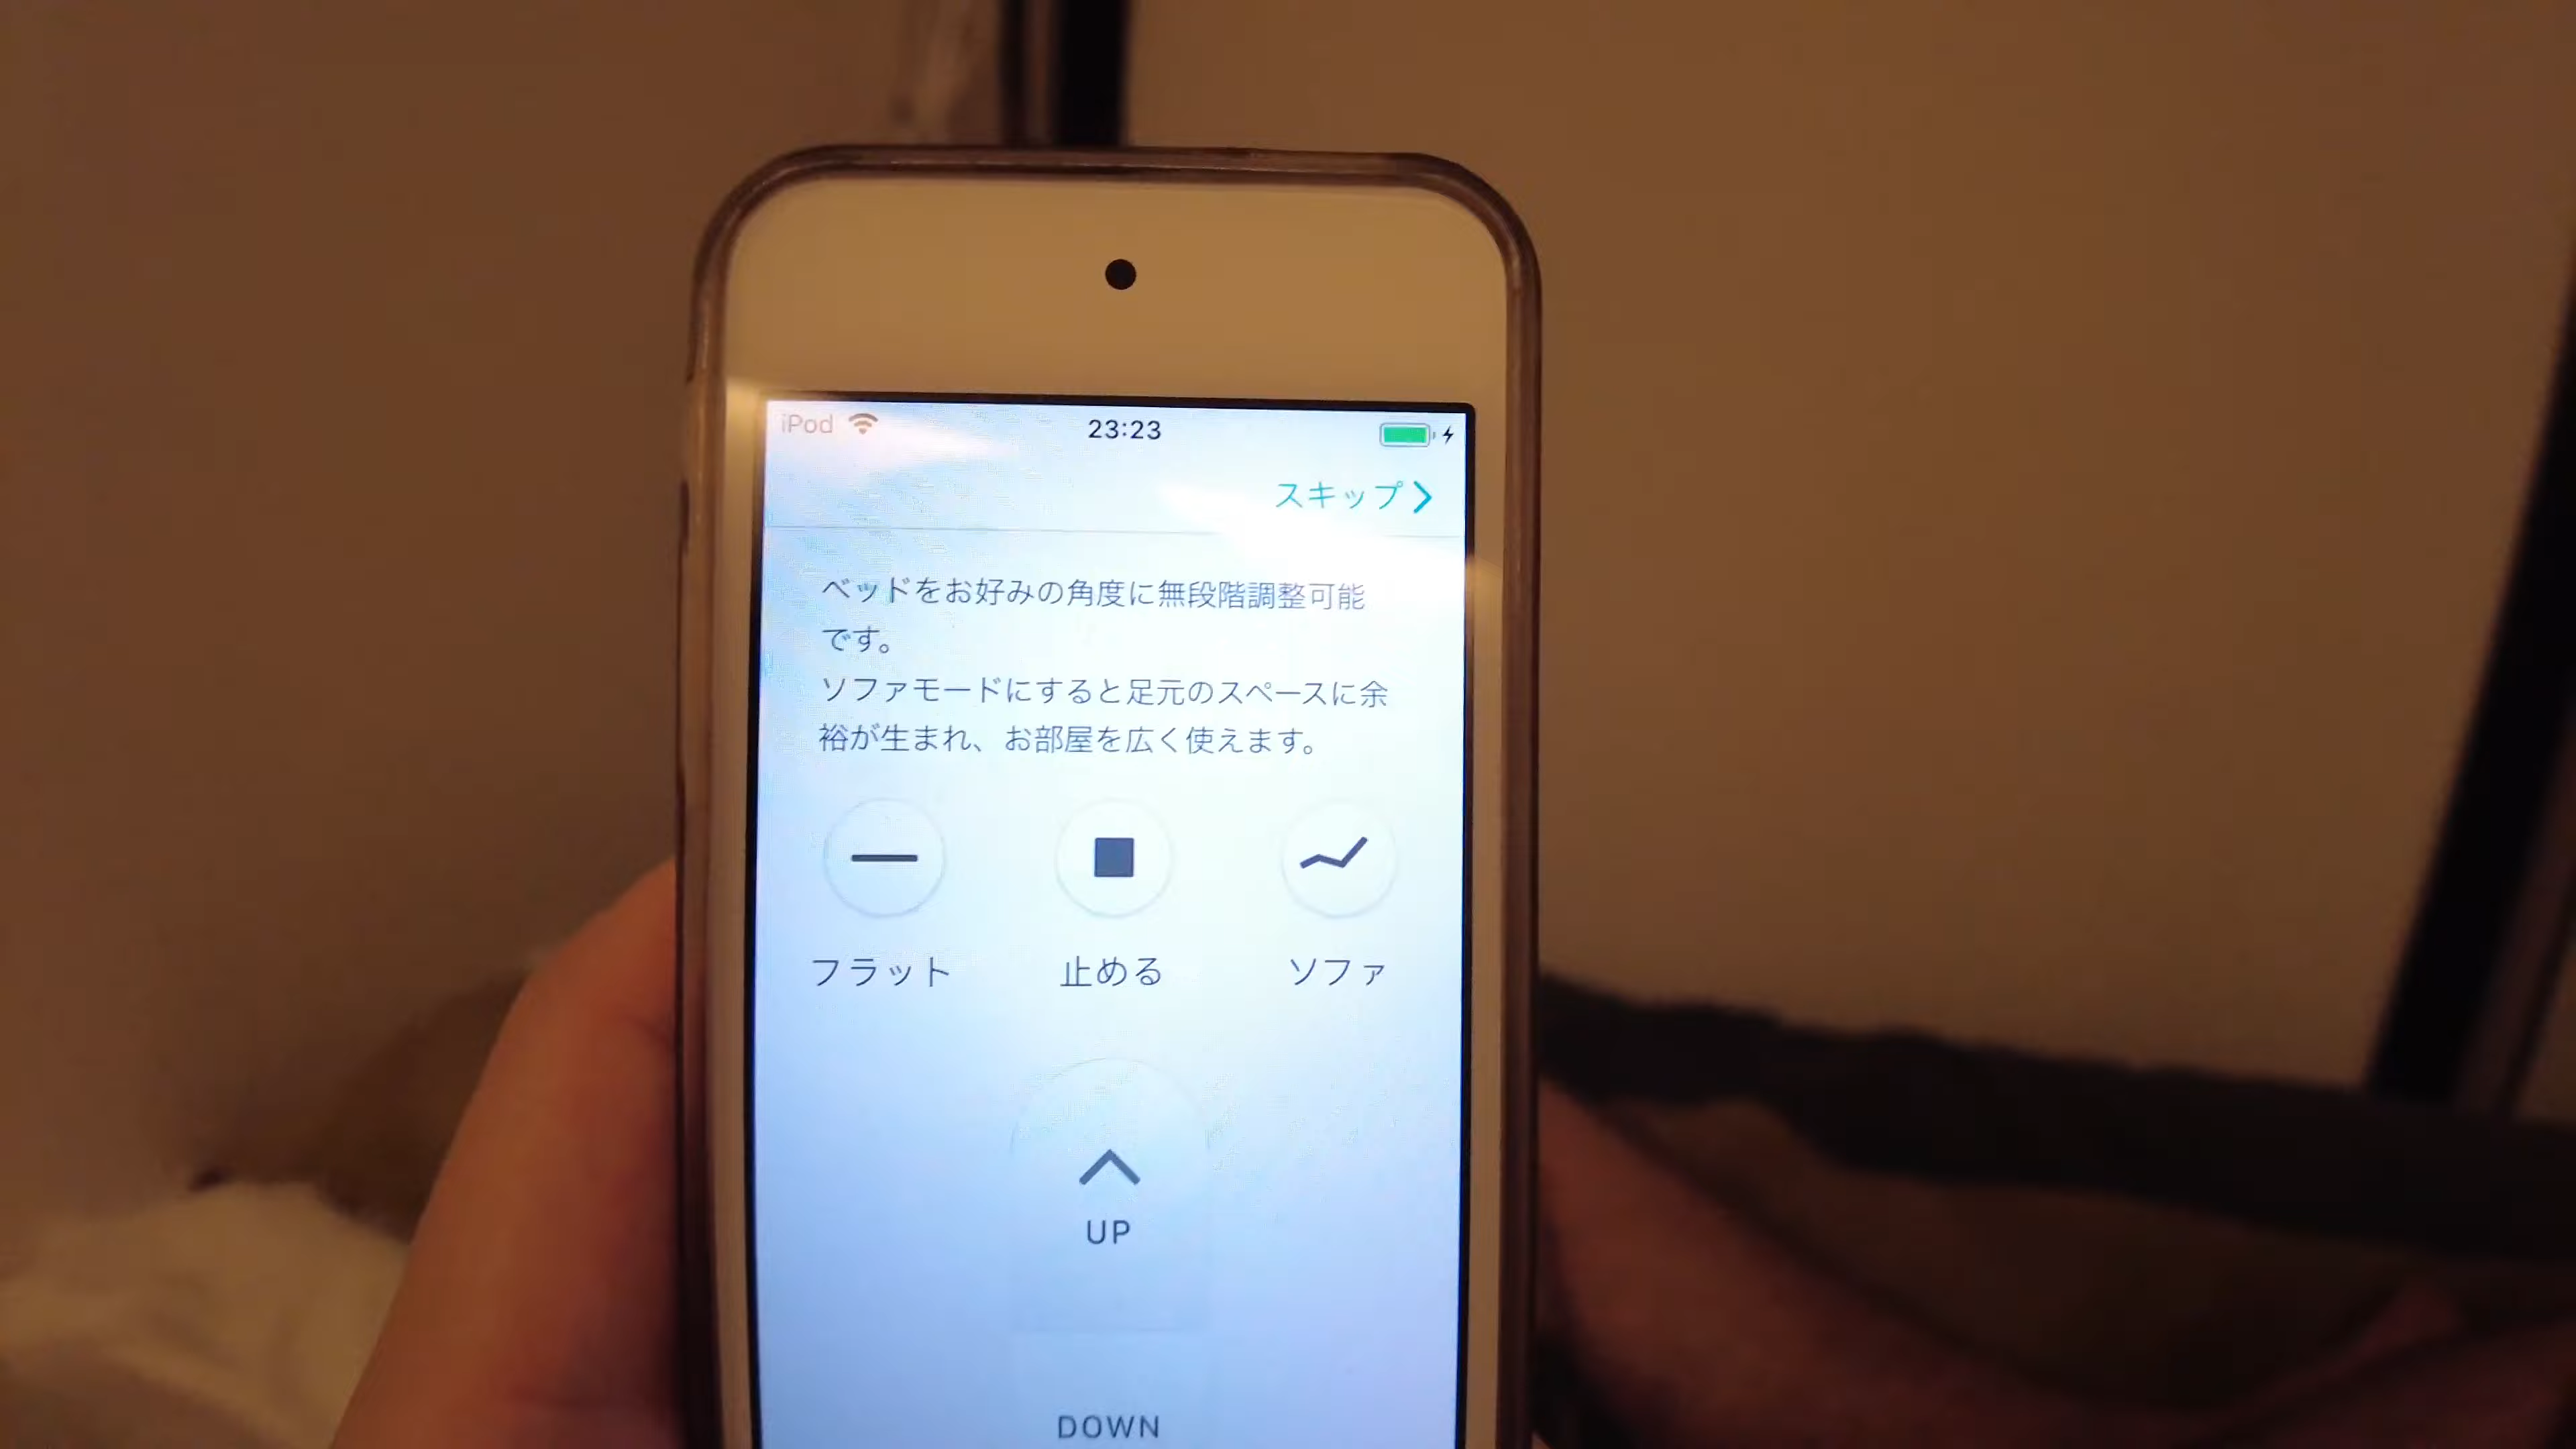 iPod 23:23
スキップ
ベッドをお好みの角度に無段階調整可能
です。
ソファモードにすると足元のスペースに余
裕が生まれ、お部屋を広く使えます。
フラット 止める ソファ
UP
DOWN